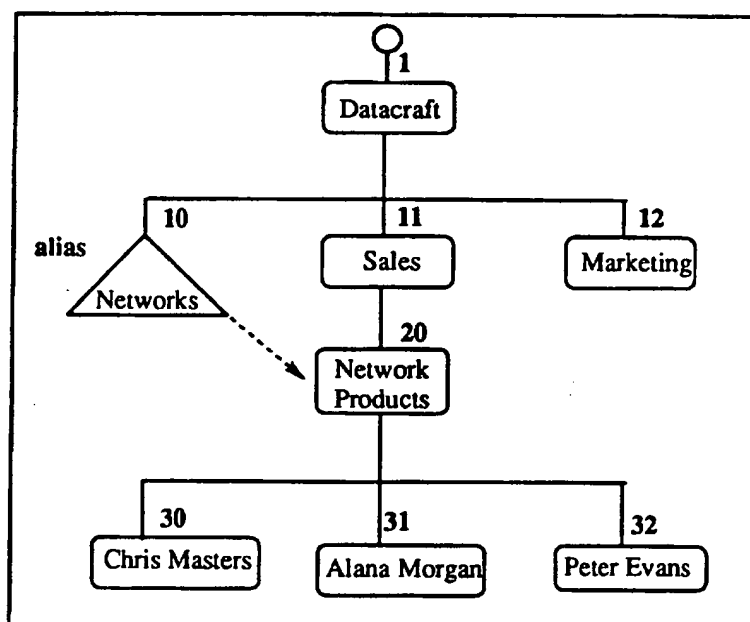 1
Datacraft
10
11
12
alias
Networks
Sales
Marketing
20
Network
Products
30
31
32
Chris Masters
Alana Morgan
Peter Evans